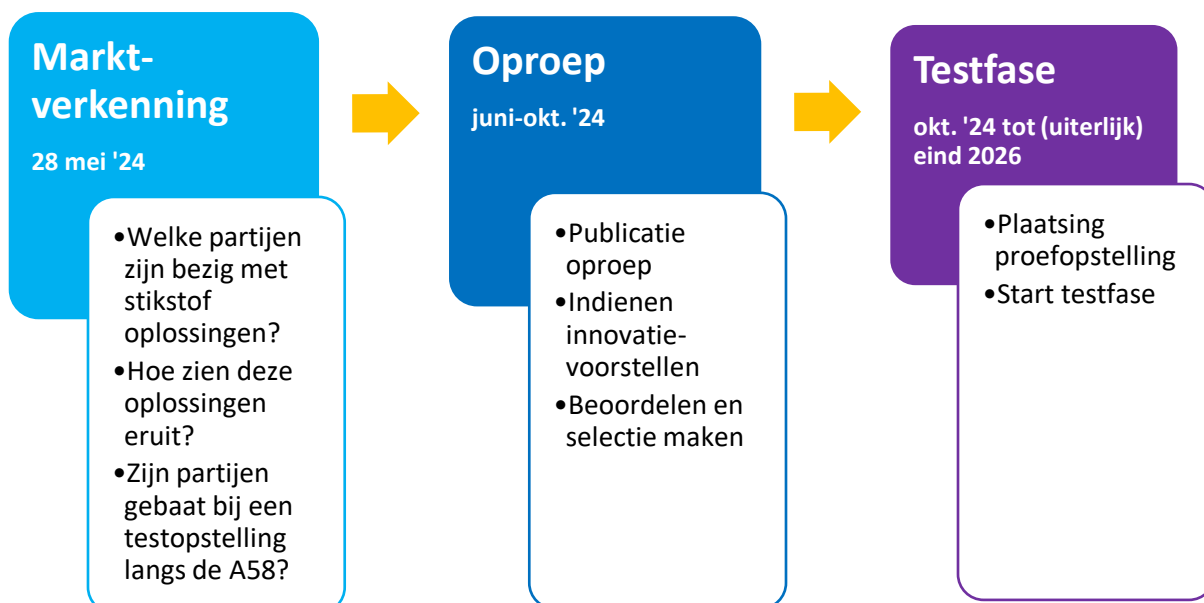 Markt-
verkenning
28 mei '24
•Welke partijen
zijn bezig met
stikstof
oplossingen?
•Hoe zien deze
oplossingen
eruit?
•Zijn partijen
gebaat bij een
testopstelling
langs de A58?
Oproep
juni-okt. '24
•Publicatie
oproep
•Indienen
innovatie-
voorstellen
•Beoordelen en
selectie maken
Testfase
okt. '24 tot (uiterlijk)
eind 2026
•Plaatsing
proefopstelling
•Start testfase